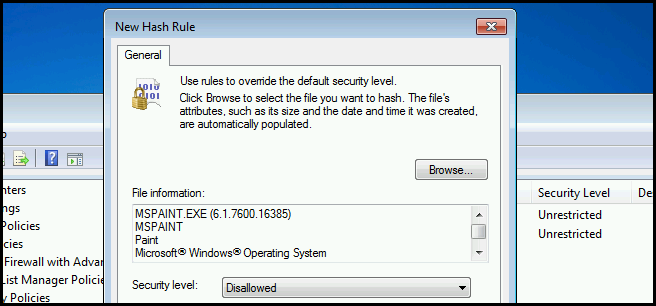 New Hash Rule
General
Use rules to override the default security level.
Click Browse to select the file you want to hash. The file's
attributes, such as its size and the date and time it was created,
are automatically populated.
Browse...
File information:
MSPAINT.EXE (6.1.7600.16385)
MSPAINT
Paint
Microsoft® Windows® Operating System
Security level:
Disallowed
nters
ngs
Policies
cies
Firewall with Advan
List Manager Policie
y Policies
Security Level
De
Unrestricted
Unrestricted